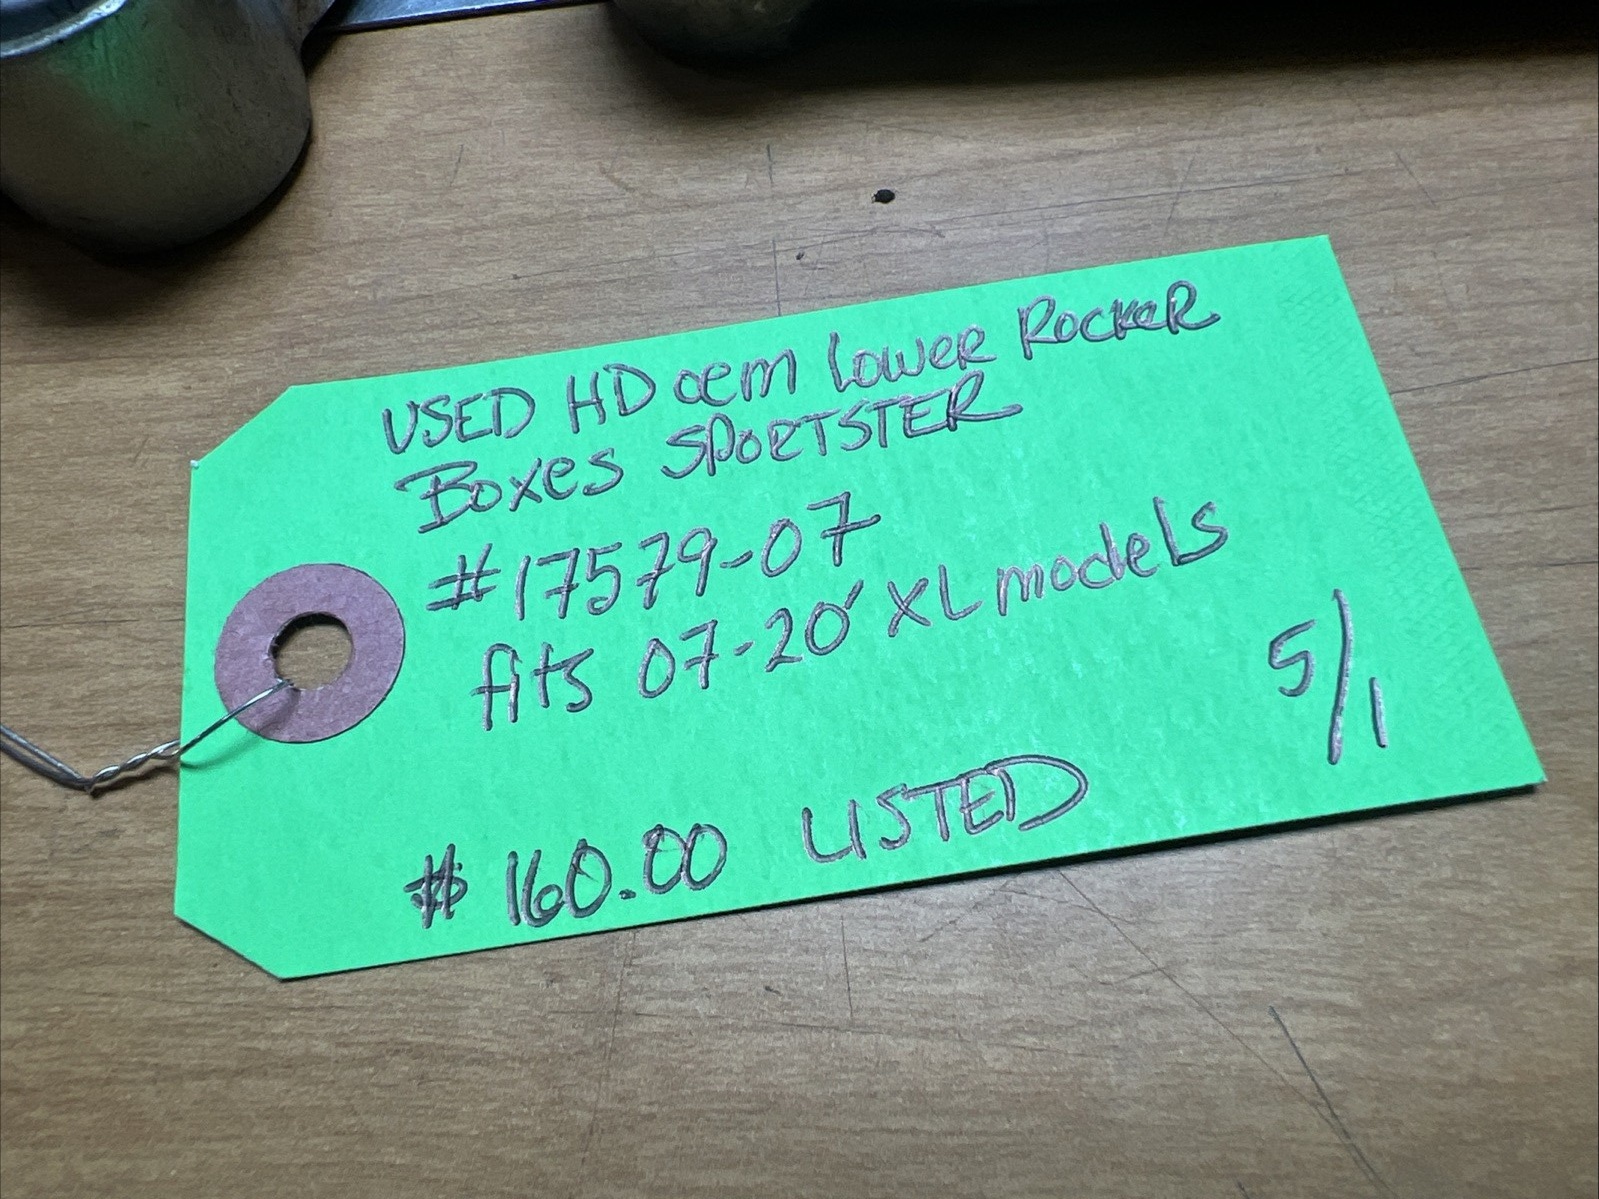 USED HD oem Lower Rocker
Boxes SPORTSTER
#17579-07
fits 07-20' XL models
5/1
$160.00 LISTED